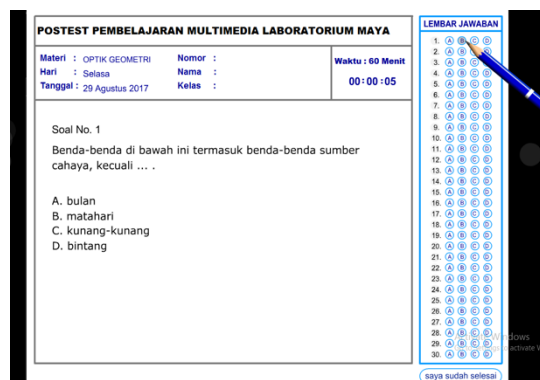 POSTEST PEMBELAJARAN MULTIMEDIA LABORATORIUM MAYA
Materi : OPTIK GEOMETRI
Hari : Selasa
Tanggal : 29 Agustus 2017
Nomor :
Nama :
Kelas :
Waktu : 60 Menit
00:00:05
Soal No. 1
Benda-benda di bawah ini termasuk benda-benda sumber
cahaya, kecuali ... .
A. bulan
B. matahari
C. kunang-kunang
D. bintang
LEMBAR JAWABAN
1. A B C D
2. A B
3. A B C
4. A B C D
5. A B C D
6. A B C D
7. A B C D
8. A B C D
9. A B C D
10. A B C D
11. A B C D
12. A B C D
13. A B C D
14. A B C D
15. A B C D
16. A B C D
17. A B C D
18. A B C D
19. A B C D
20. A B C D
21. A B C D
22. A B C D
23. A B C D
24. A B C D
25. A B C D
26. A B C D
27. A B C D
28. A B C D
29. A B C D
30. A B C D
saya sudah selesai